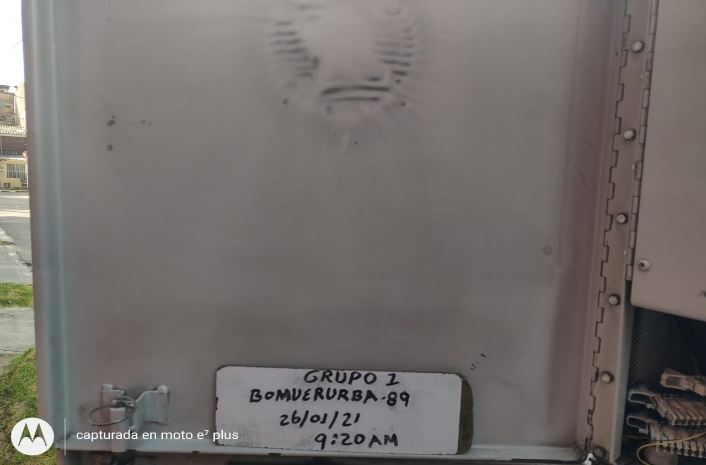 GRUPO 1
BOMUERURBA-89
26/01/21
9:20AM
capturada en moto e⁷ plus